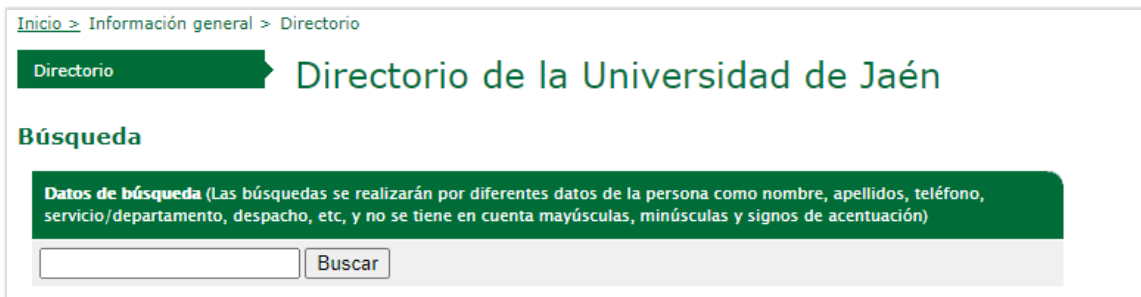 Inicio > Información general > Directorio
Directorio
Directorio de la Universidad de Jaén
Búsqueda
Datos de búsqueda (Las búsquedas se realizarán por diferentes datos de la persona como nombre, apellidos, teléfono,
servicio/departamento, despacho, etc, y no se tiene en cuenta mayúsculas, minúsculas y signos de acentuación)
Buscar